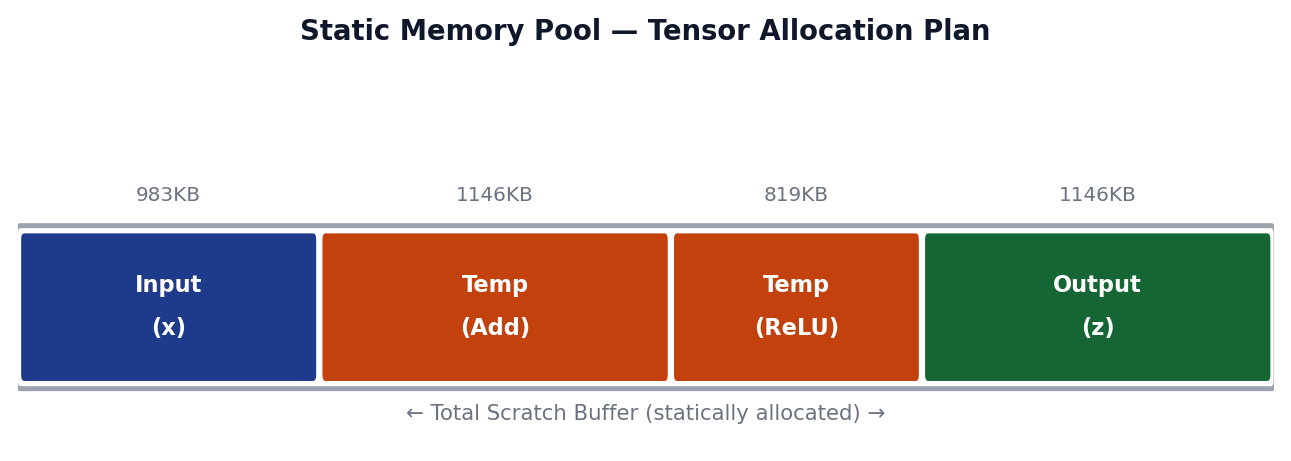 Static Memory Pool — Tensor Allocation Plan
983KB
1146KB
819KB
1146KB
Input
(x)
Temp
(Add)
Temp
(ReLU)
Output
(z)
← Total Scratch Buffer (statically allocated) →